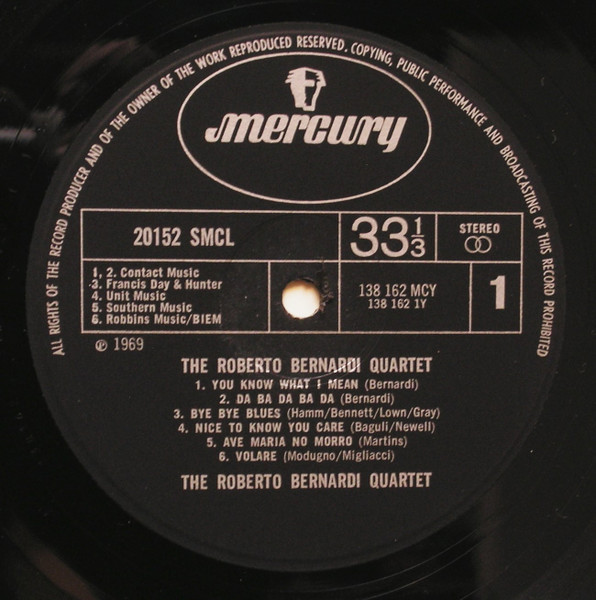 ALL RIGHTS OF THE RECORD PRODUCER AND OF THE OWNER OF THE WORK REPRODUCED RESERVED. COPYING, PUBLIC PERFORMANCE AND BROADCASTING OF THIS RECORD PROHIBITED
mercury
20152 SMCL
33 1/3
STEREO
1, 2. Contact Music
3. Francis Day & Hunter
4. Unit Music
5. Southern Music
6. Robbins Music/BIEM
138 162 MCY
138 162 1Y
1
℗ 1969
THE ROBERTO BERNARDI QUARTET
1. YOU KNOW WHAT I MEAN (Bernardi)
2. DA BA DA BA DA (Bernardi)
3. BYE BYE BLUES (Hamm/Bennett/Lown/Gray)
4. NICE TO KNOW YOU CARE (Baguli/Newell)
5. AVE MARIA NO MORRO (Martins)
6. VOLARE (Modugno/Migliacci)
THE ROBERTO BERNARDI QUARTET